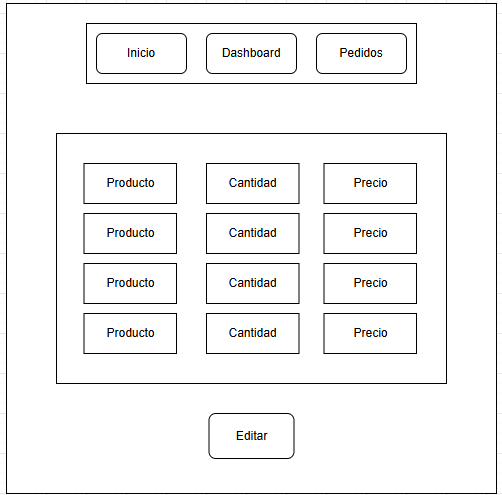 Inicio Dashboard Pedidos
Producto Cantidad Precio
Producto Cantidad Precio
Producto Cantidad Precio
Producto Cantidad Precio
Editar